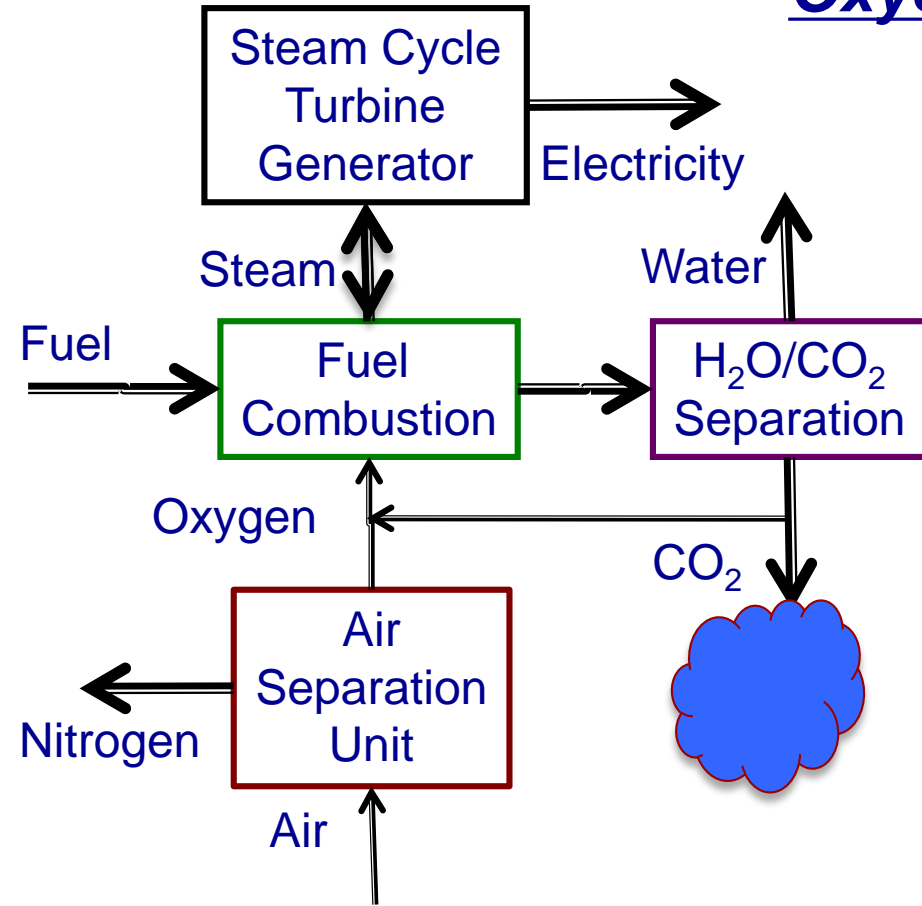 Steam Cycle
Turbine
Generator
Electricity
Steam
Water
Fuel
Fuel
Combustion
H₂O/CO₂
Separation
Oxygen
CO₂
Air
Separation
Unit
Nitrogen
Air